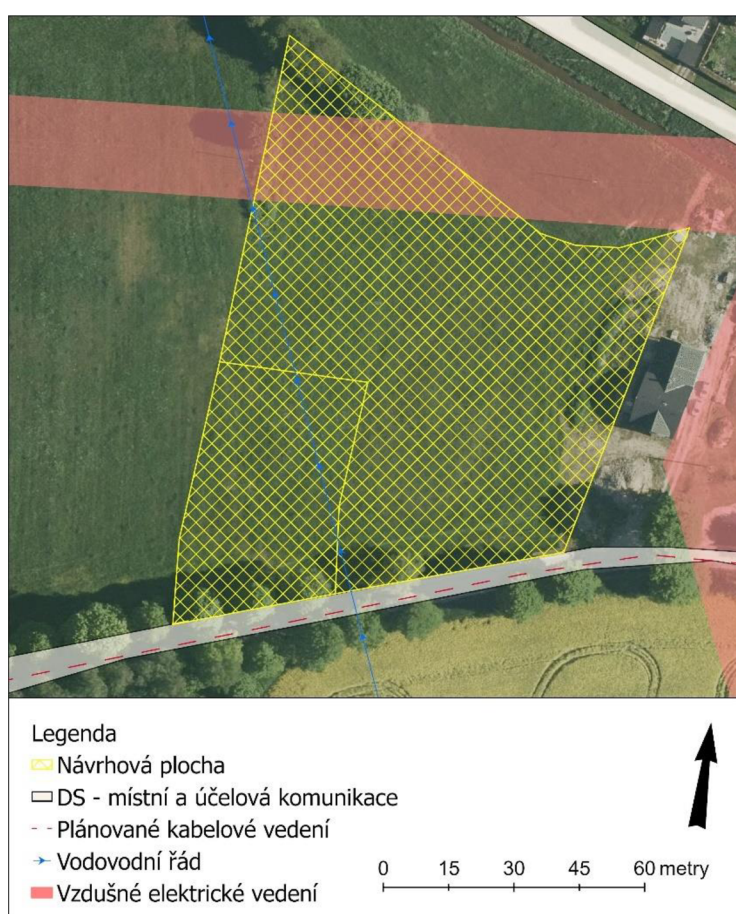 Legenda
Návrhová plocha
DS - místní a účelová komunikace
Plánované kabelové vedení
Vodovodní řád
Vzdušné elektrické vedení
0 15 30 45 60 metry